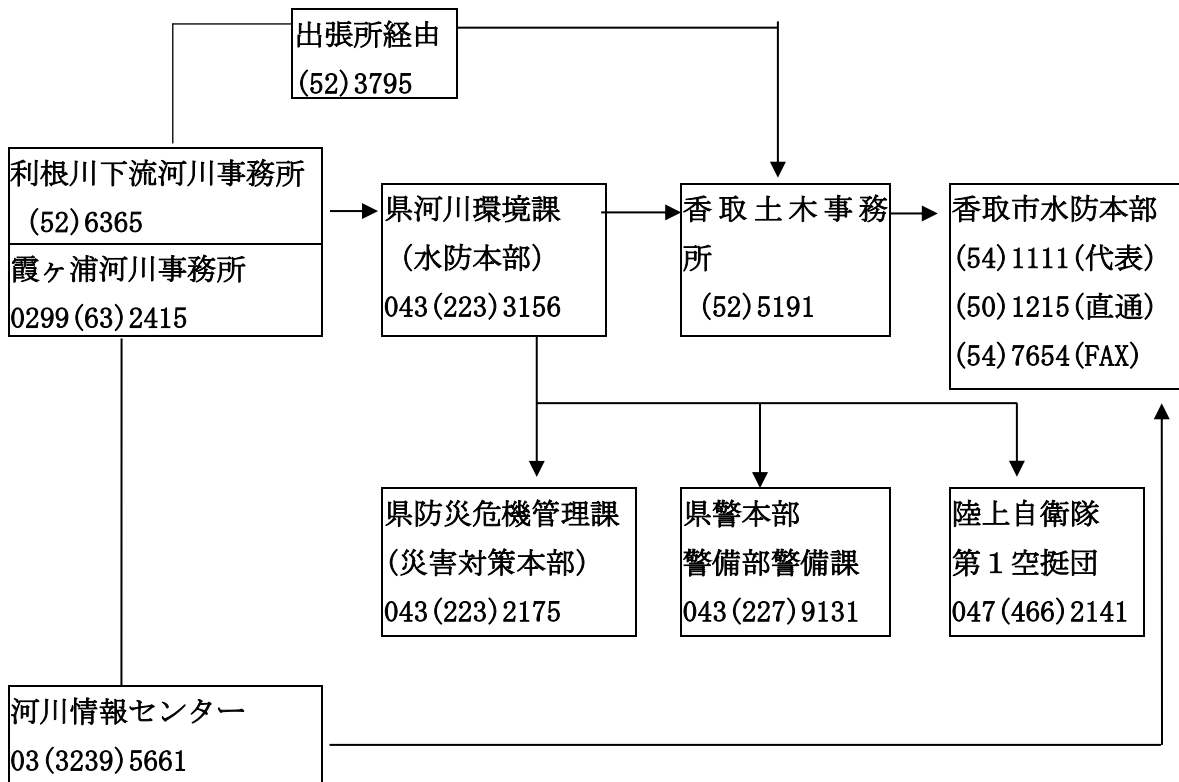 出張所経由
(52)3795
利根川下流河川事務所
(52)6365
霞ヶ浦河川事務所
0299(63)2415
県河川環境課
(水防本部)
043(223)3156
香取土木事務
所
(52)5191
香取市水防本部
(54)1111(代表)
(50)1215(直通)
(54)7654(FAX)
県防災危機管理課
(災害対策本部)
043(223)2175
県警本部
警備部警備課
043(227)9131
陸上自衛隊
第1空挺団
047(466)2141
河川情報センター
03(3239)5661